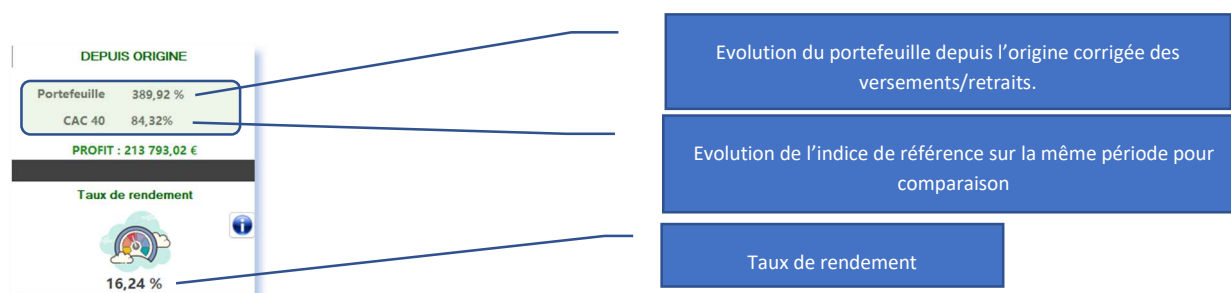 DEPUIS ORIGINE
Portefeuille 389,92 %
CAC 40 84,32%
PROFIT : 213 793,02 €
Taux de rendement
16,24 %
Evolution du portefeuille depuis l’origine corrigée des
versements/retraits.
Evolution de l’indice de référence sur la même période pour
comparaison
Taux de rendement